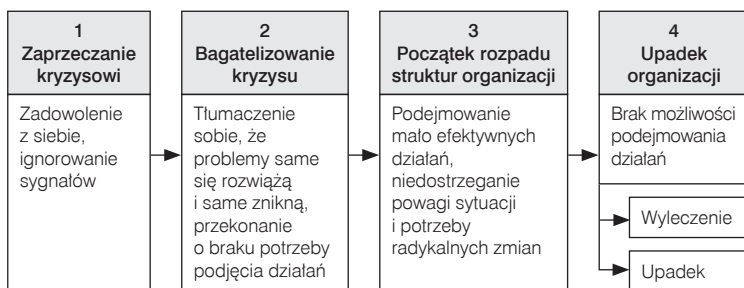 1
Zaprzeczanie
kryzysowi
Zadowolenie
z siebie,
ignorowanie
sygnałów
2
Bagatelizowanie
kryzysu
Tłumaczenie
sobie, że
problemy same
się rozwiążą
i same znikną,
przekonanie
o braku potrzeby
podjęcia działań
3
Początek rozpadu
struktur organizacji
Podejmowanie
mało efektywnych
działań,
niedostrzeganie
powagi sytuacji
i potrzeby
radykalnych zmian
4
Upadek
organizacji
Brak możliwości
podejmowania
działań
Wyleczenie
Upadek